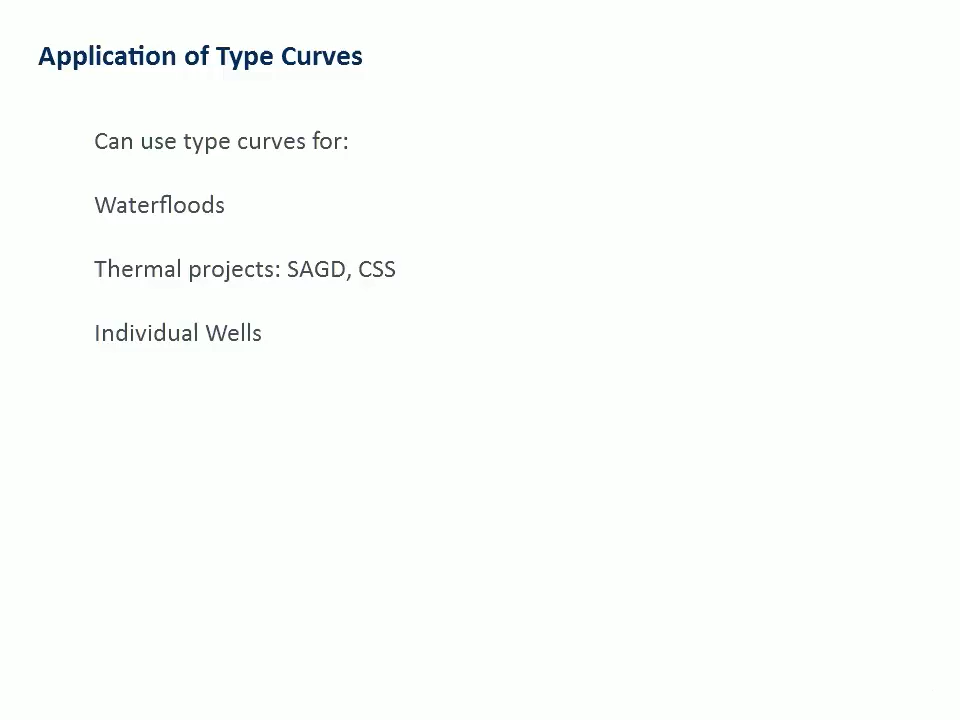 Application of Type Curves
Can use type curves for:
Waterfloods
Thermal projects: SAGD, CSS
Individual Wells